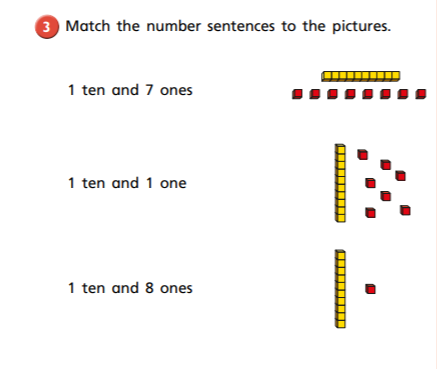 3 Match the number sentences to the pictures.
1 ten and 7 ones
1 ten and 1 one
1 ten and 8 ones